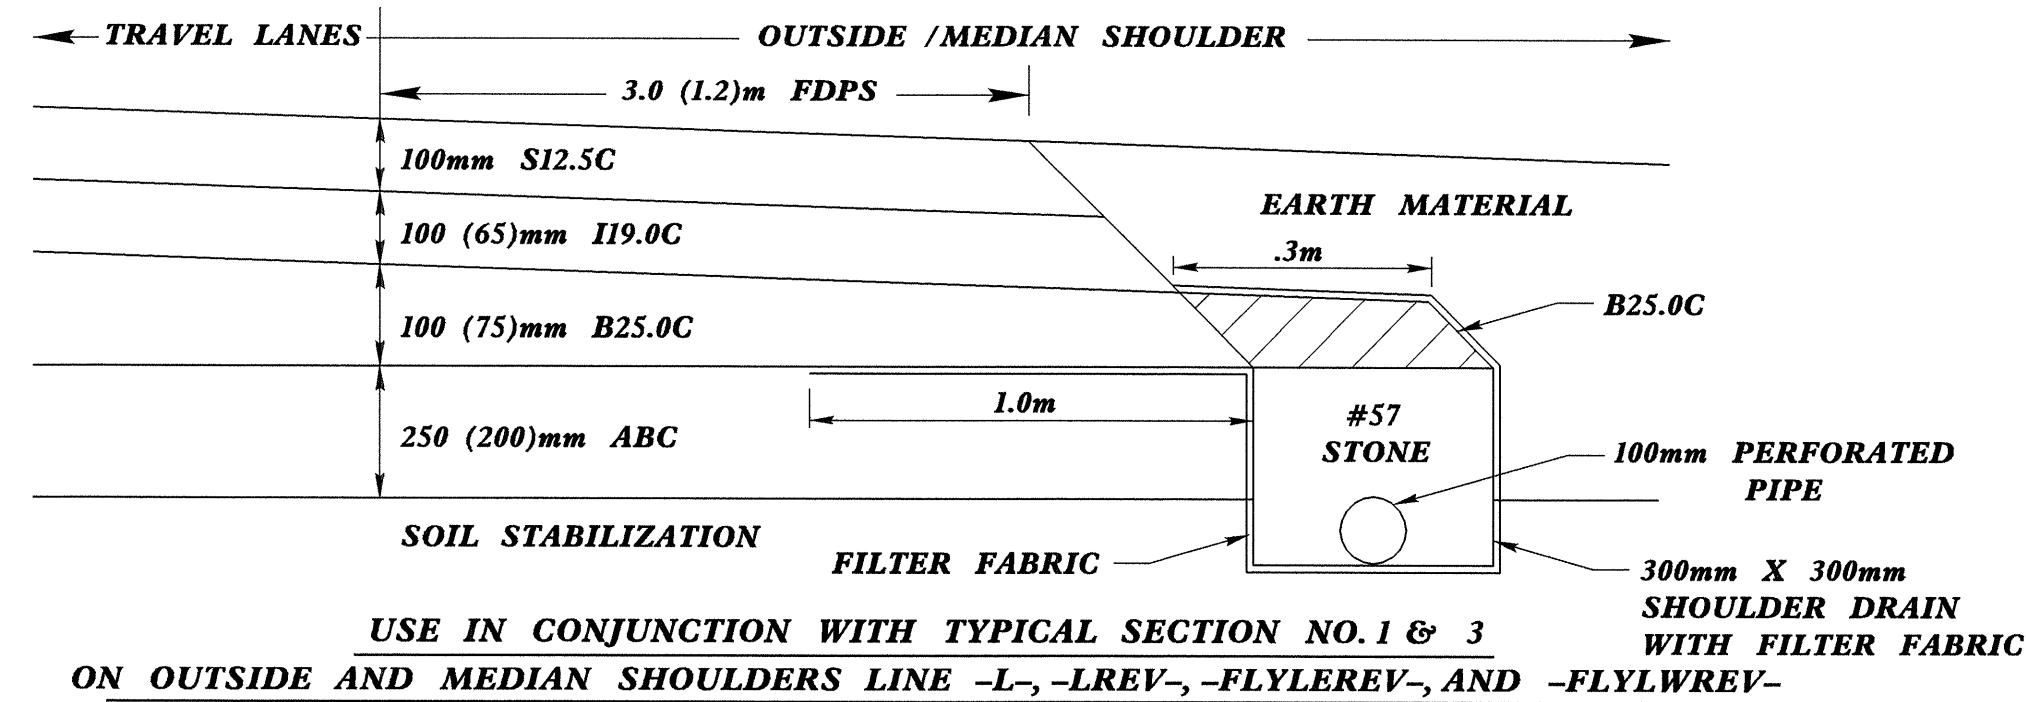 TRAVEL LANES
OUTSIDE /MEDIAN SHOULDER
3.0 (1.2)m FDPS
100mm S12.5C
EARTH MATERIAL
100 (65)mm I19.0C
.3m
B25.0C
100 (75)mm B25.0C
1.0m
#57
STONE
250 (200)mm ABC
100mm PERFORATED
PIPE
SOIL STABILIZATION
FILTER FABRIC
300mm X 300mm
SHOULDER DRAIN
WITH FILTER FABRIC
USE IN CONJUNCTION WITH TYPICAL SECTION NO. 1 & 3
ON OUTSIDE AND MEDIAN SHOULDERS LINE -L-, -LREV-, -FLYLEREV-, AND -FLYLWREV-